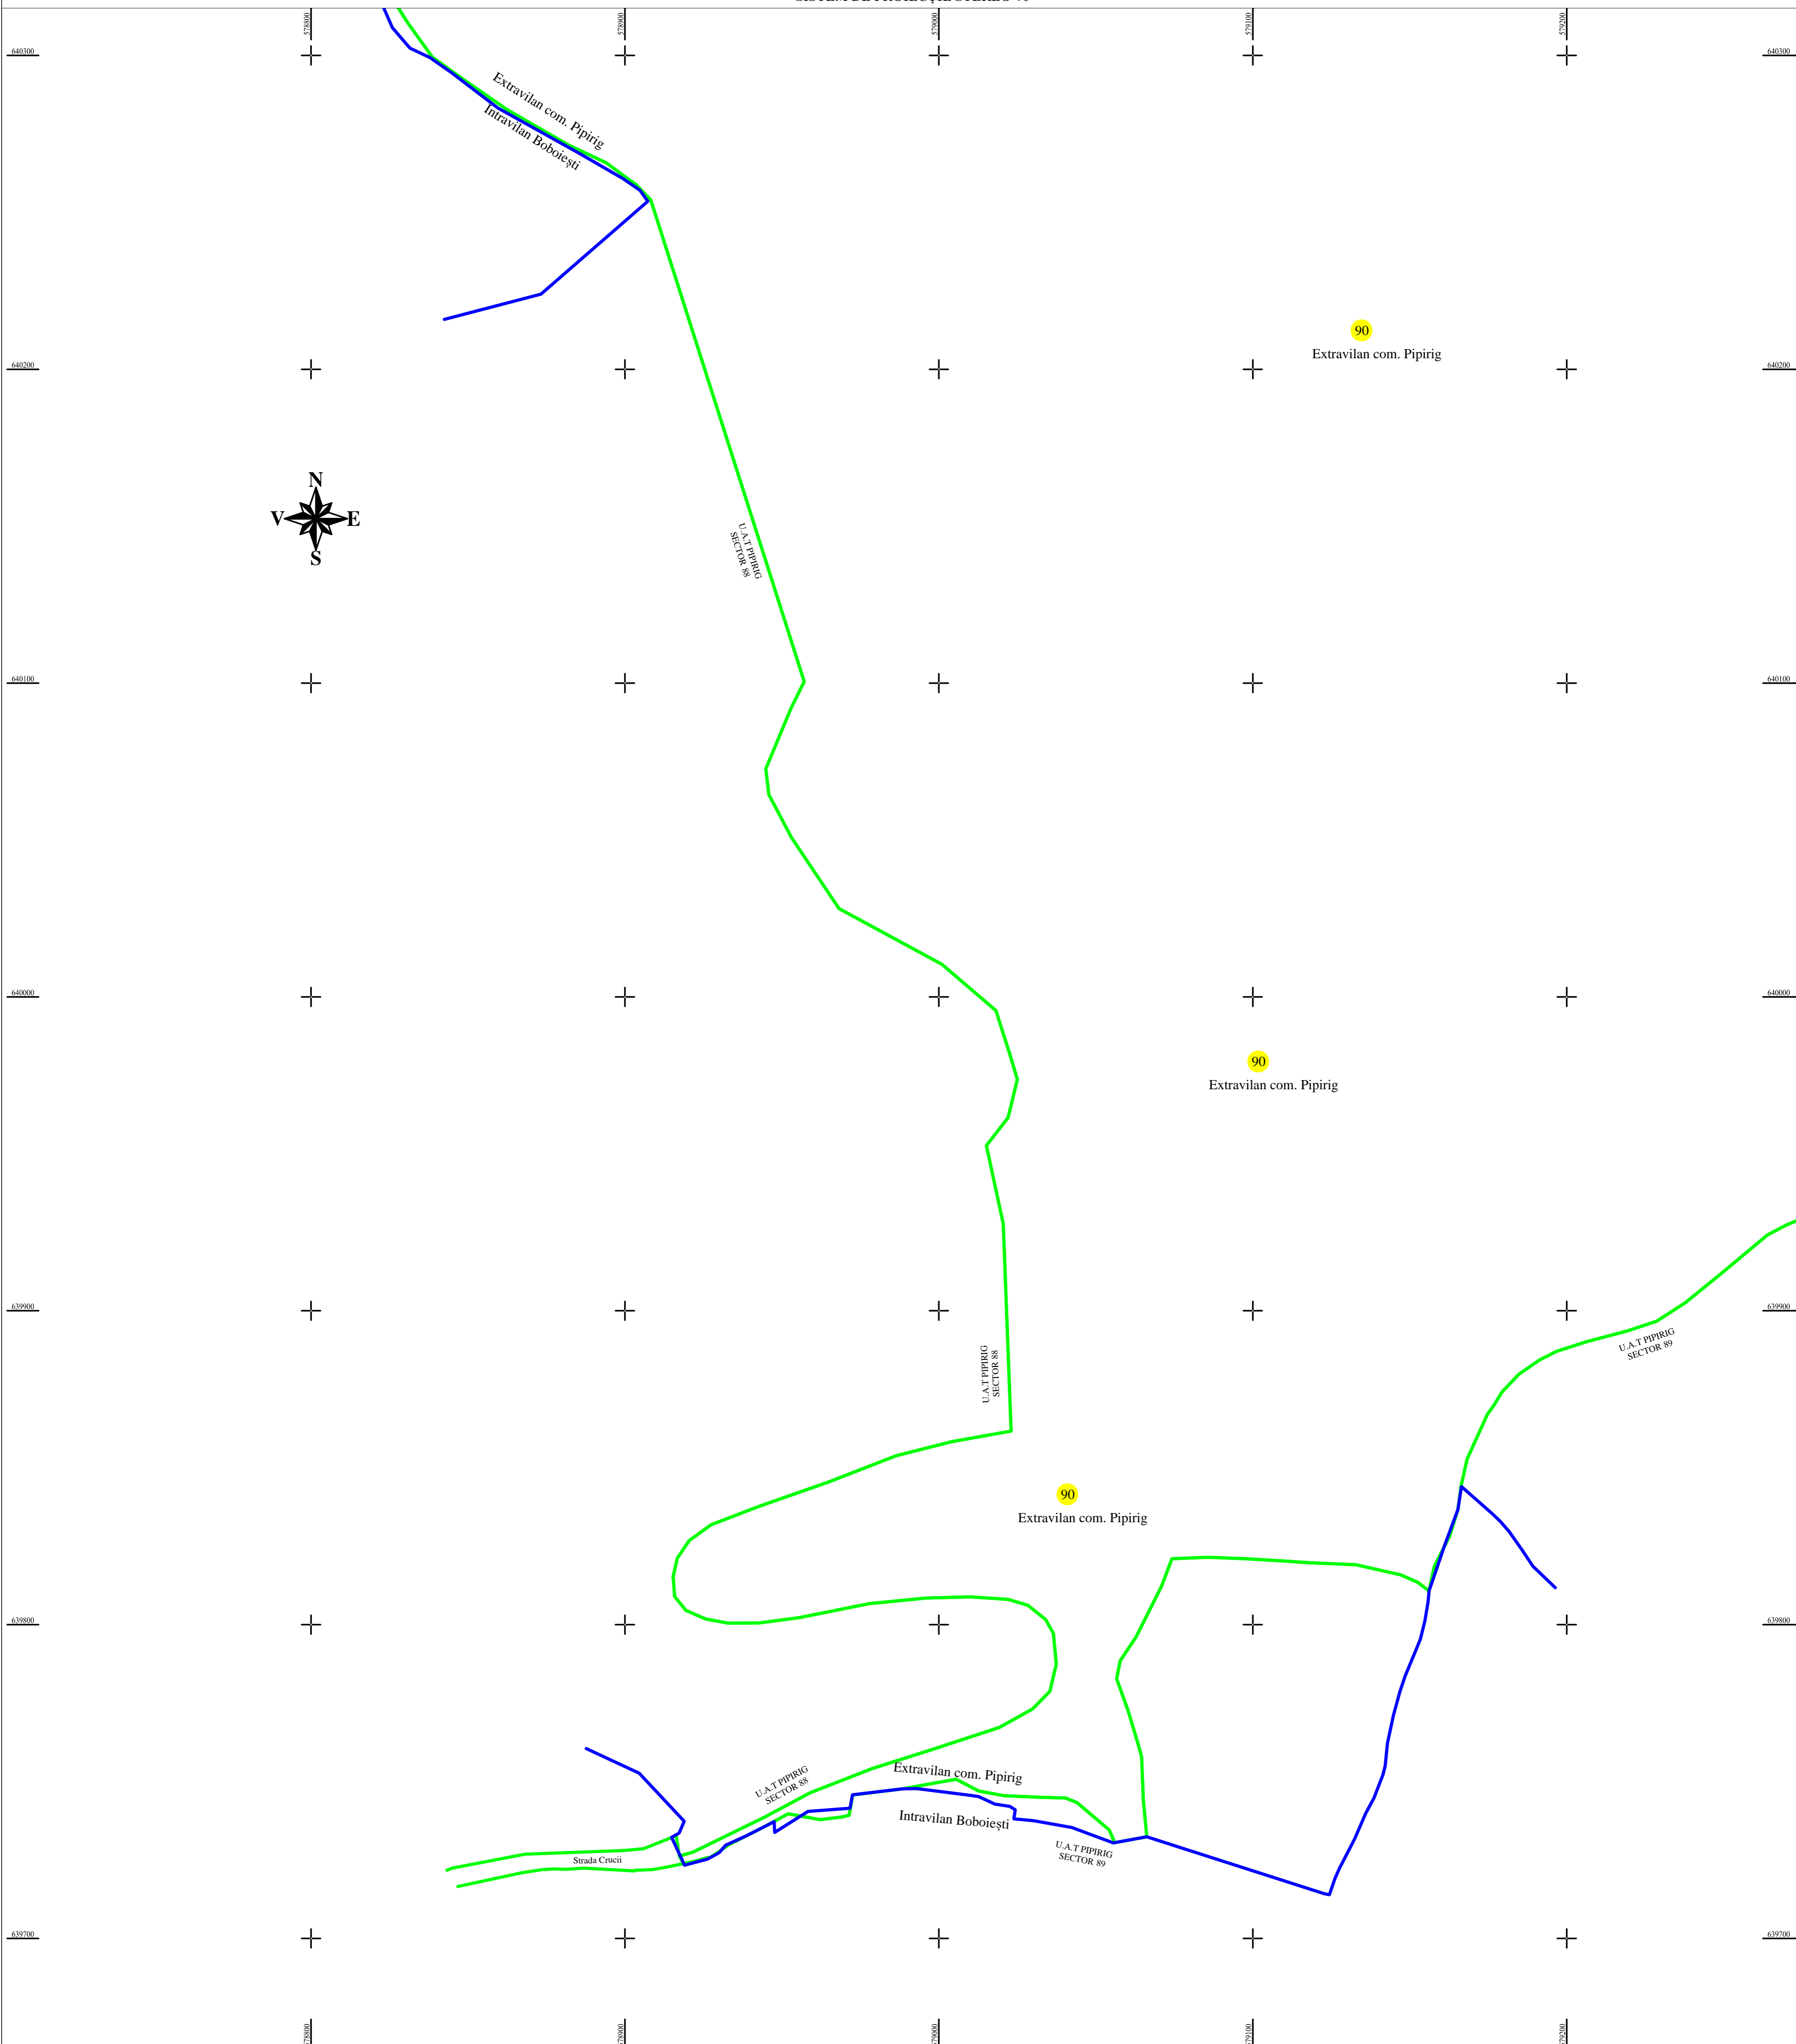 578800
578900
579000
579100
579200
640300
640300
Extravilan com. Pipirig
Intravilan Boboiești
90
Extravilan com. Pipirig
640200
640200
N
V
E
S
U.A.T PIPIRIG
SECTOR 88
640100
640100
640000
640000
90
Extravilan com. Pipirig
639900
639900
U.A.T PIPIRIG
SECTOR 89
U.A.T PIPIRIG
SECTOR 88
90
Extravilan com. Pipirig
639800
639800
U.A.T PIPIRIG
SECTOR 88
Extravilan com. Pipirig
Intravilan Boboiești
U.A.T PIPIRIG
SECTOR 89
Strada Crucii
639700
639700